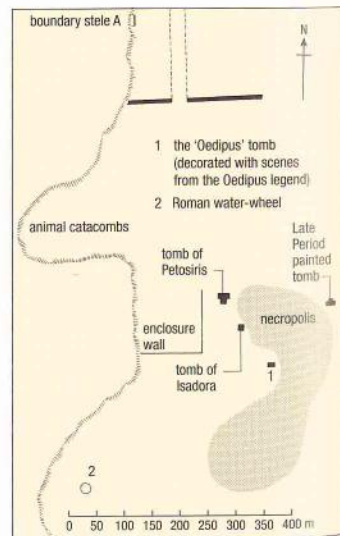 boundary stele A
N
1 the 'Oedipus' tomb
(decorated with scenes
from the Oedipus legend)
2 Roman water-wheel
animal catacombs
Late
Period
painted
tomb
tomb of
Petosiris
necropolis
enclosure
wall
tomb of
Isadora
1
2
0 50 100 150 200 300 400 m